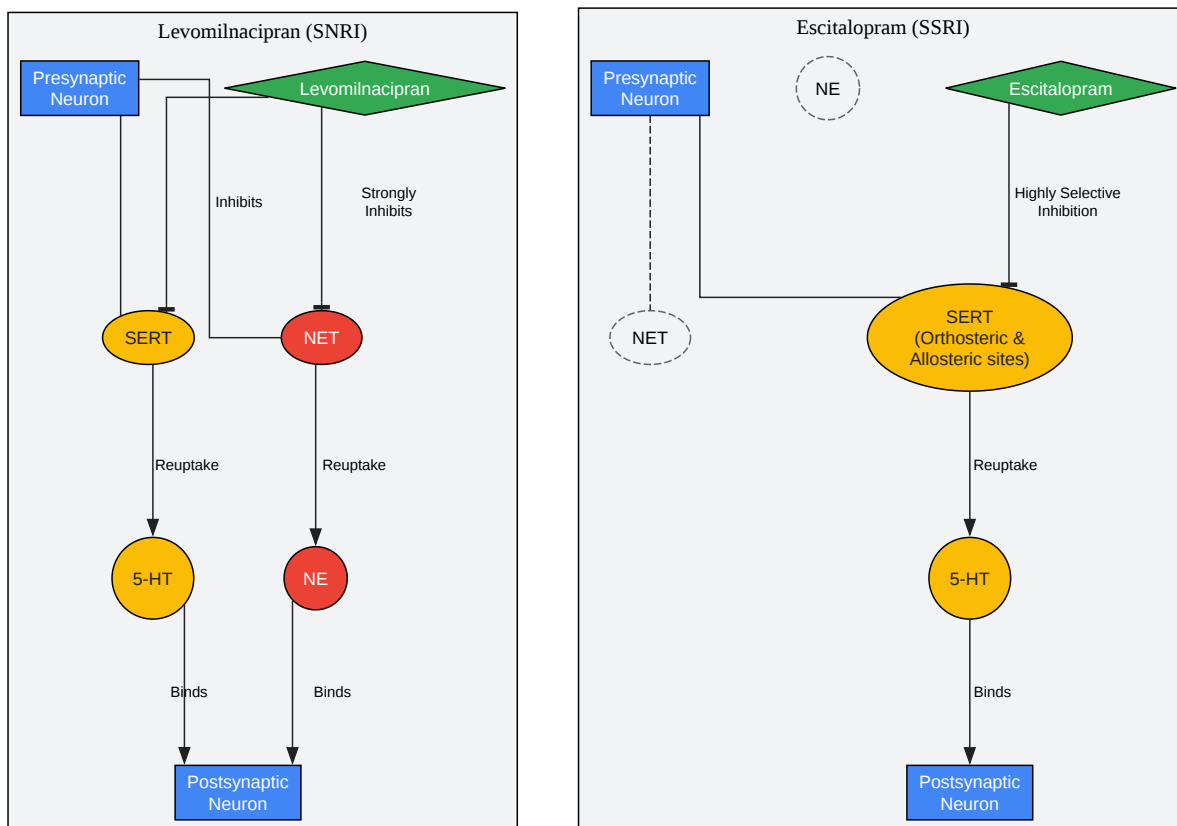 Levomilnacipran (SNRI)
Presynaptic
Neuron
Levomilnacipran
Inhibits
Strongly
Inhibits
SERT
NET
Reuptake
Reuptake
5-HT
NE
Binds
Binds
Postsynaptic
Neuron
Escitalopram (SSRI)
Presynaptic
Neuron
NE
Escitalopram
Highly Selective
Inhibition
NET
SERT
(Orthosteric &
Allosteric sites)
Reuptake
5-HT
Binds
Postsynaptic
Neuron